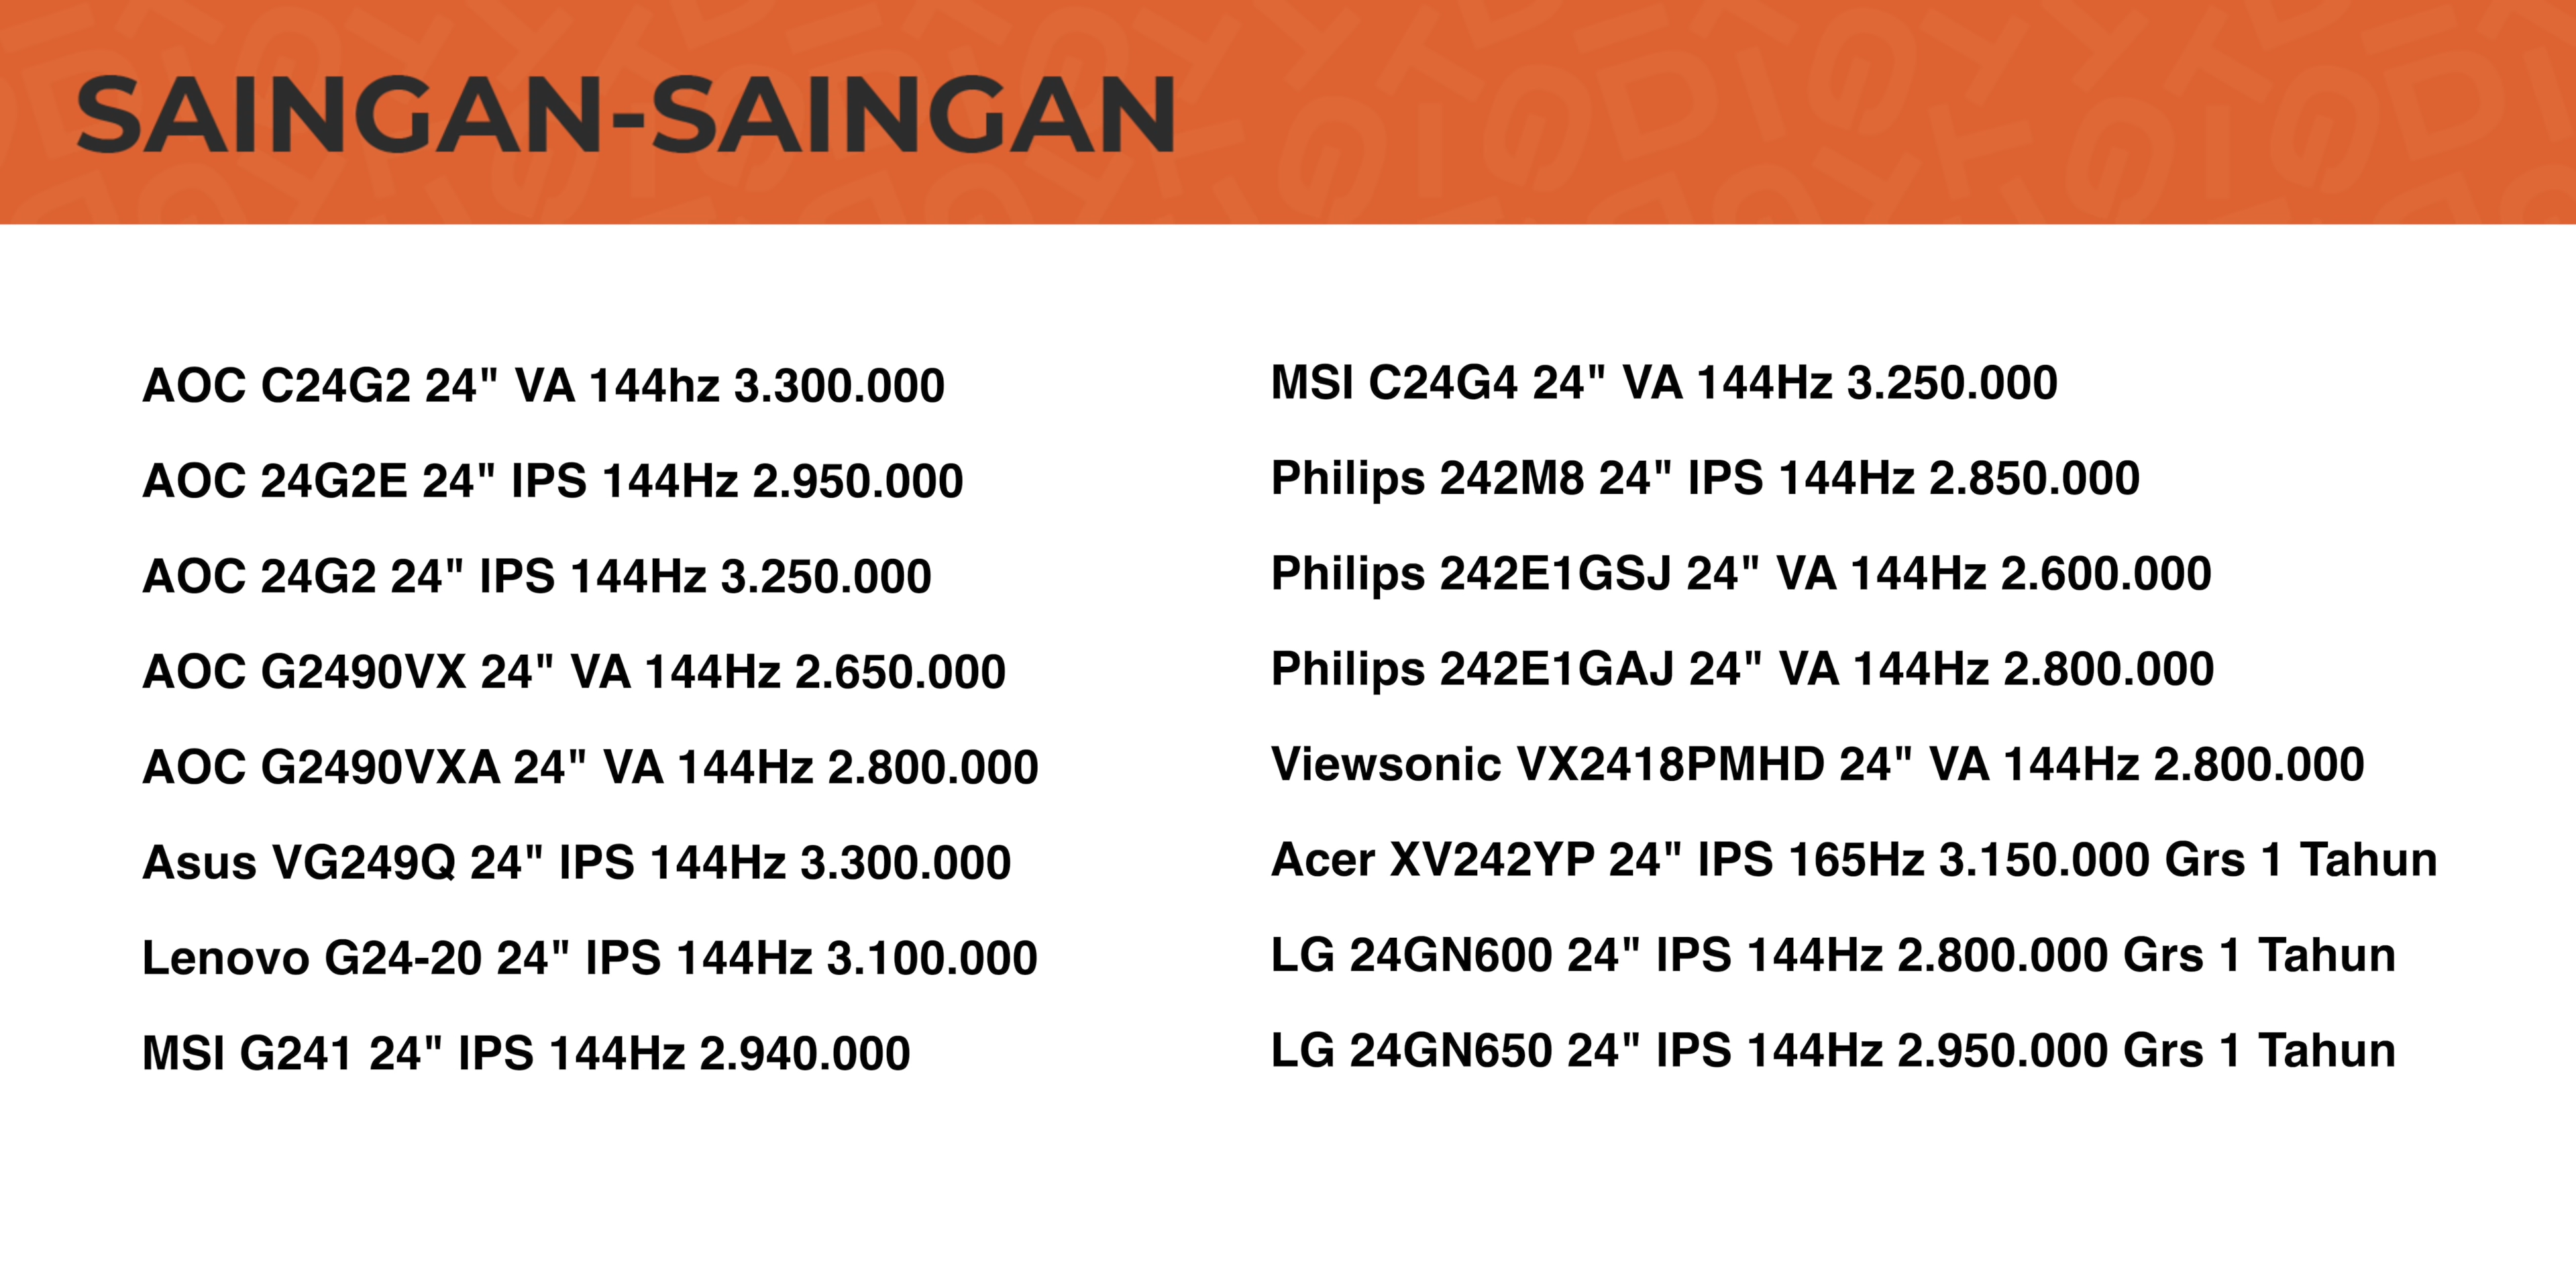 SAINGAN-SAINGAN
AOC C24G2 24" VA 144hz 3.300.000
AOC 24G2E 24" IPS 144Hz 2.950.000
AOC 24G2 24" IPS 144Hz 3.250.000
AOC G2490VX 24" VA 144Hz 2.650.000
AOC G2490VXA 24" VA 144Hz 2.800.000
Asus VG249Q 24" IPS 144Hz 3.300.000
Lenovo G24-20 24" IPS 144Hz 3.100.000
MSI G241 24" IPS 144Hz 2.940.000
MSI C24G4 24" VA 144Hz 3.250.000
Philips 242M8 24" IPS 144Hz 2.850.000
Philips 242E1GSJ 24" VA 144Hz 2.600.000
Philips 242E1GAJ 24" VA 144Hz 2.800.000
Viewsonic VX2418PMHD 24" VA 144Hz 2.800.000
Acer XV242YP 24" IPS 165Hz 3.150.000 Grs 1 Tahun
LG 24GN600 24" IPS 144Hz 2.800.000 Grs 1 Tahun
LG 24GN650 24" IPS 144Hz 2.950.000 Grs 1 Tahun